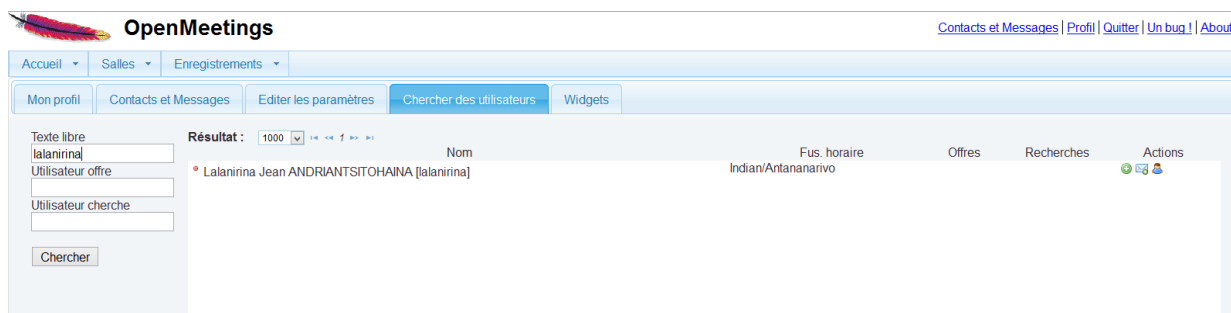 OpenMeetings
Contacts et Messages | Profil | Quitter | Un bug ! | About
Accueil Salles Enregistrements
Mon profil Contacts et Messages Editer les paramètres Chercher des utilisateurs Widgets
Texte libre
lalanirina
Utilisateur offre
Utilisateur cherche
Chercher
Résultat : 1000 1
Nom Fus. horaire Offres Recherches Actions
Lalanirina Jean ANDRIANTSITOHAINA [lalanirina] Indian/Antananarivo